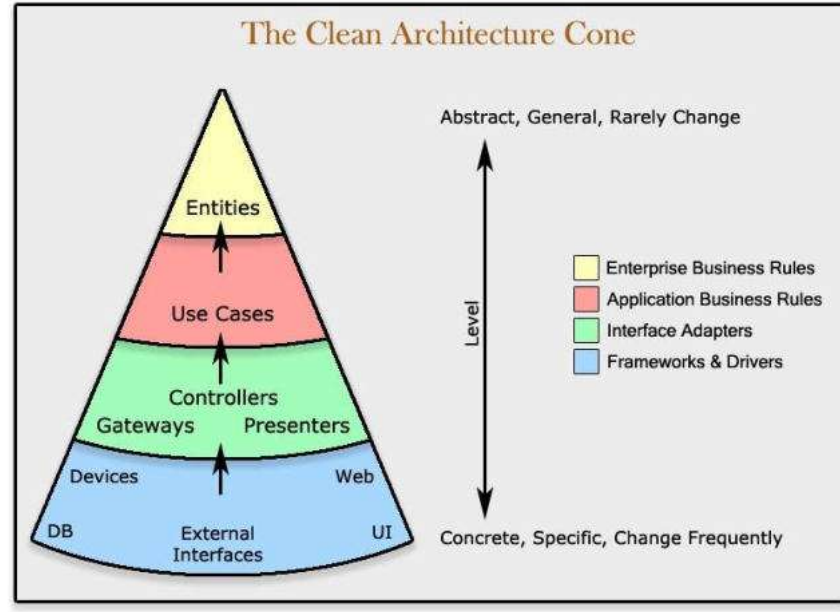 The Clean Architecture Cone
Abstract, General, Rarely Change
Entities
Use Cases
Controllers
Gateways Presenters
Devices Web
DB External UI
Interfaces
Level
Enterprise Business Rules
Application Business Rules
Interface Adapters
Frameworks & Drivers
Concrete, Specific, Change Frequently